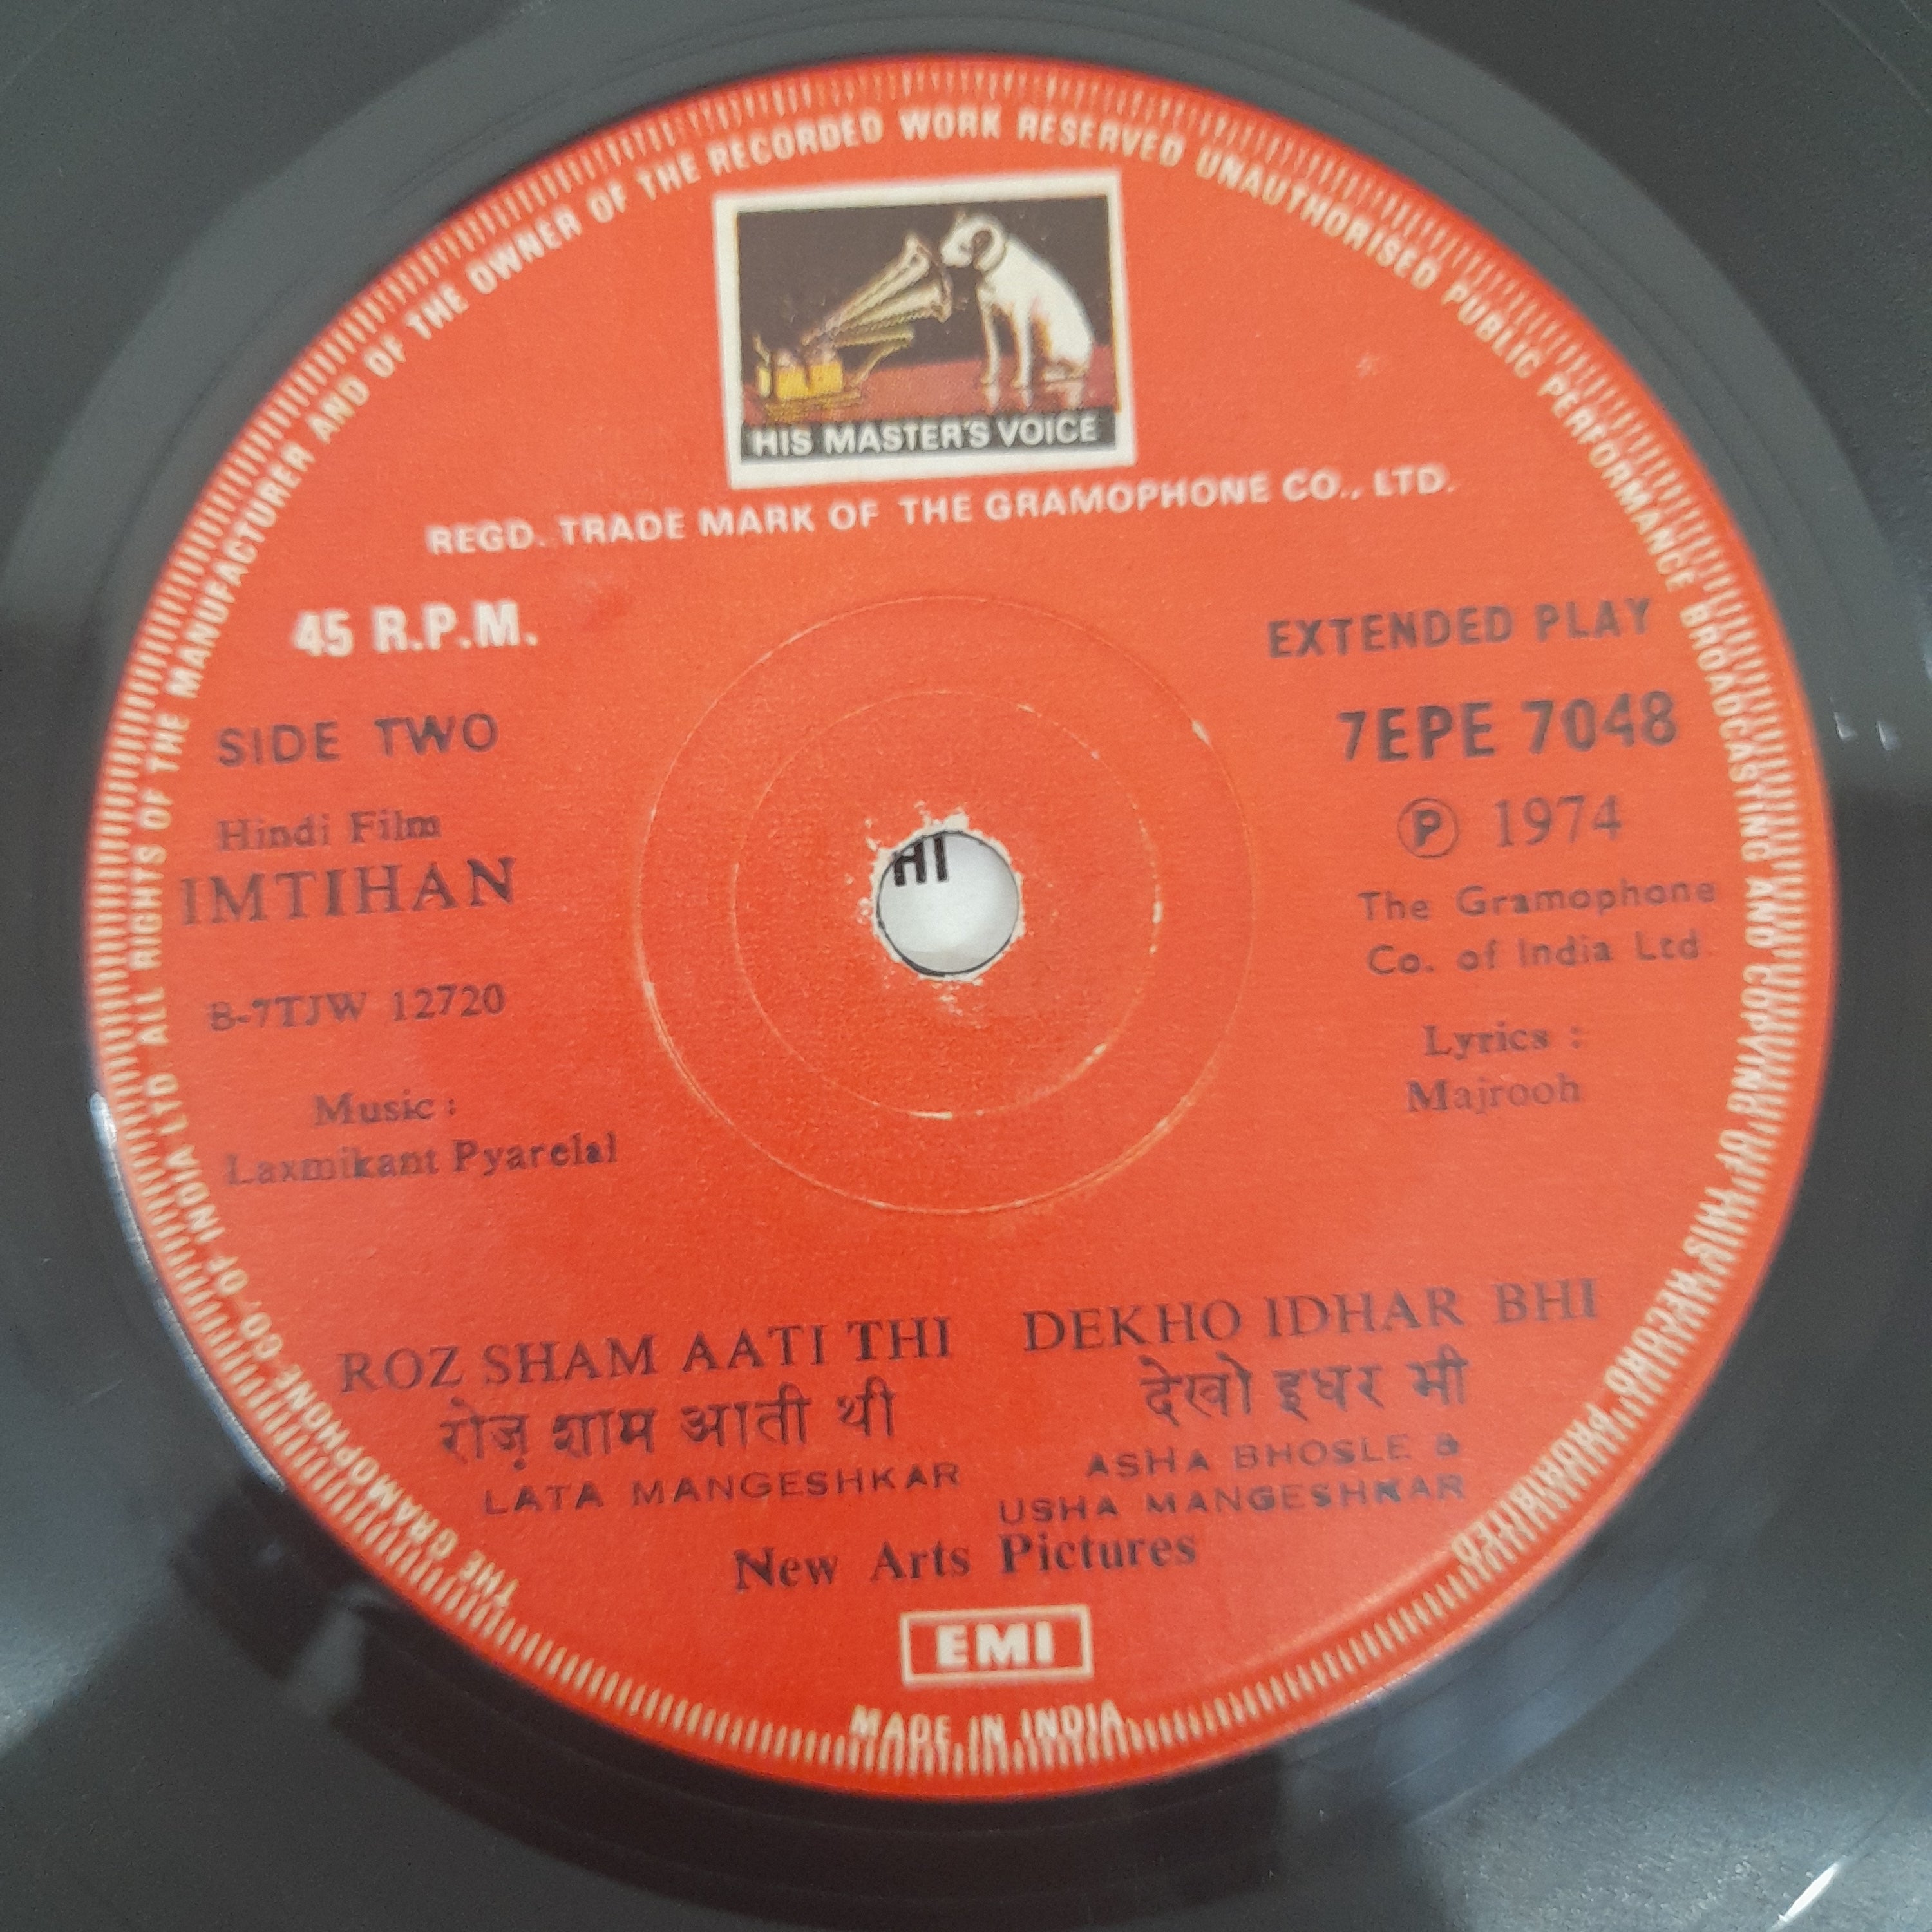 THE GRAMOPHONE CO. OF INDIA LTD. ALL RIGHTS OF THE MANUFACTURER AND OF THE OWNER OF THE RECORDED WORK RESERVED UNAUTHORISED PUBLIC PERFORMANCE BROADCASTING AND COPYING OF THIS RECORD PROHIBITED
HIS MASTER'S VOICE
REGD. TRADE MARK OF THE GRAMOPHONE CO., LTD.
45 R.P.M.
SIDE TWO
Hindi Film
IMTIHAN
8-7TJW 12720
Music :
Laxmikant Pyarelal
EXTENDED PLAY
7EPE 7048
Ⓟ 1974
The Gramophone
Co. of India Ltd.
Lyrics :
Majrooh
HI
ROZ SHAM AATI THI
रोज़ शाम आती थी
LATA MANGESHKAR
DEKHO IDHAR BHI
देखो इधर भी
ASHA BHOSLE &
USHA MANGESHKAR
New Arts Pictures
EMI
MADE IN INDIA